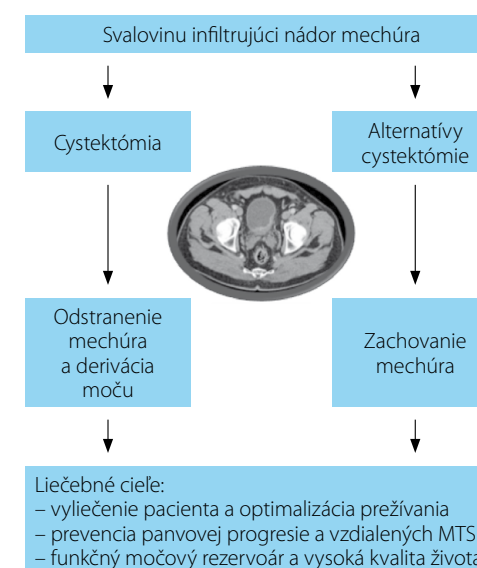 Svalovinu infiltrujúci nádor mechúra
Cystektómia
Alternatívy
cystektómie
Odstranenie
mechúra
a derivácia
moču
Zachovanie
mechúra
Liečebné cieľe:
– vyliečenie pacienta a optimalizácia prežívania
– prevencia panvovej progresie a vzdialených MTS
– funkčný močový rezervoár a vysoká kvalita života